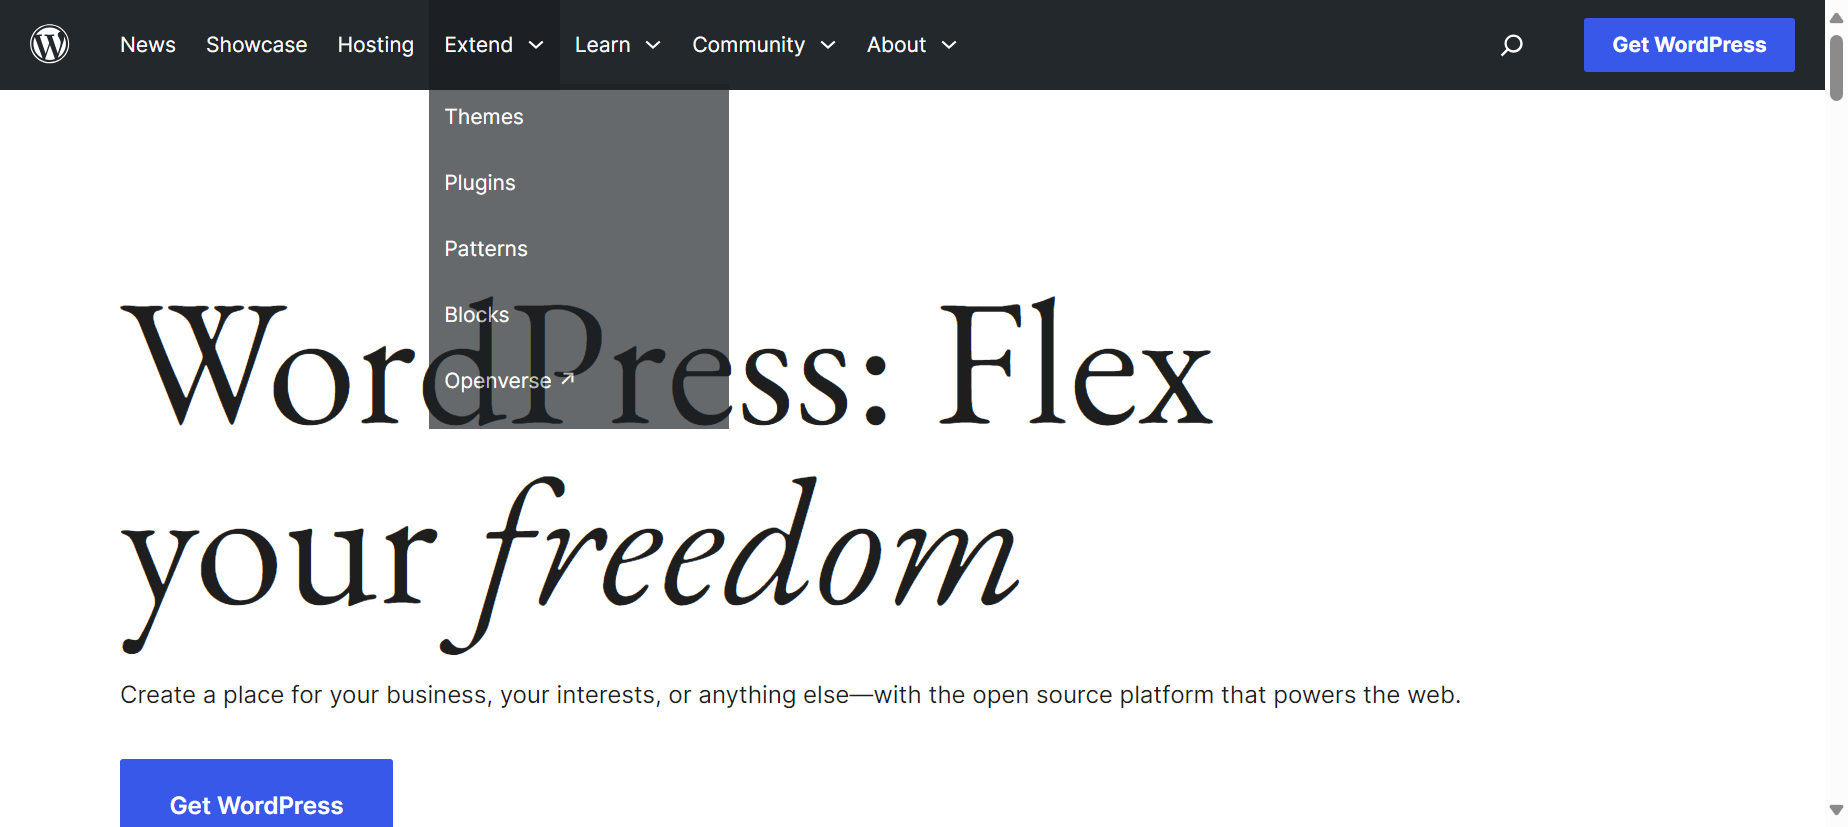 News Showcase Hosting Extend Learn Community About Get WordPress
Themes
Plugins
Patterns
Blocks
Openverse
WordPress: Flex
your freedom
Create a place for your business, your interests, or anything else—with the open source platform that powers the web.
Get WordPress